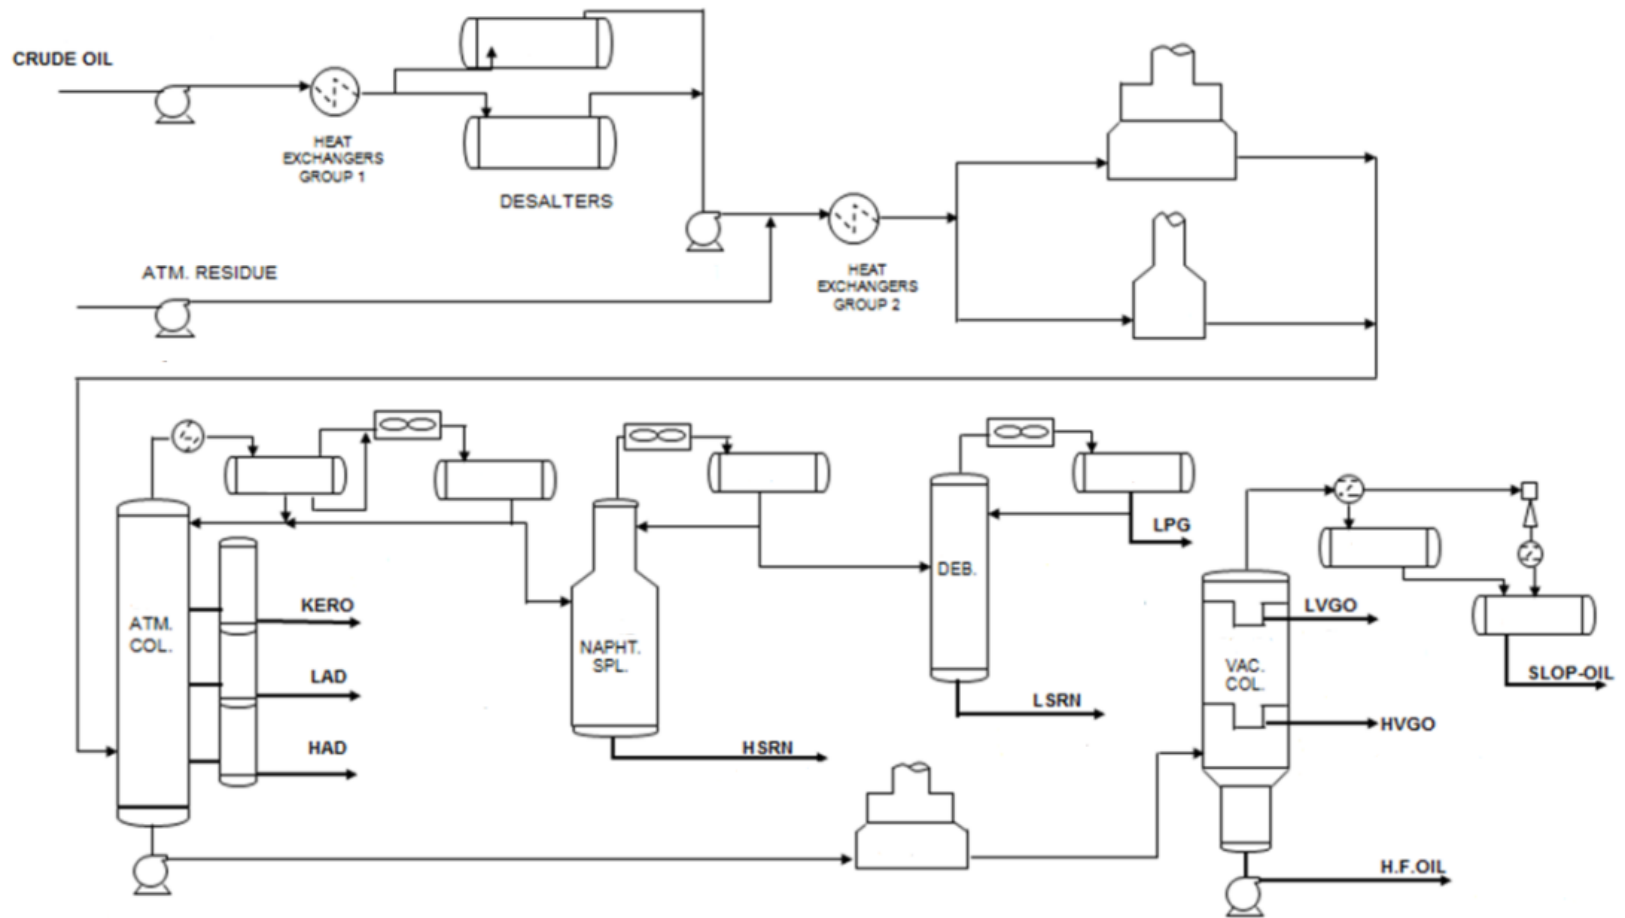 CRUDE OIL
HEAT
EXCHANGERS
GROUP 1
DESALTERS
ATM. RESIDUE
HEAT
EXCHANGERS
GROUP 2
ATM.
COL.
KERO
LAD
HAD
NAPHT.
SPL.
HSRN
DEB.
LPG
LSRN
VAC.
COL.
LVGO
HVGO
SLOP-OIL
H.F.OIL